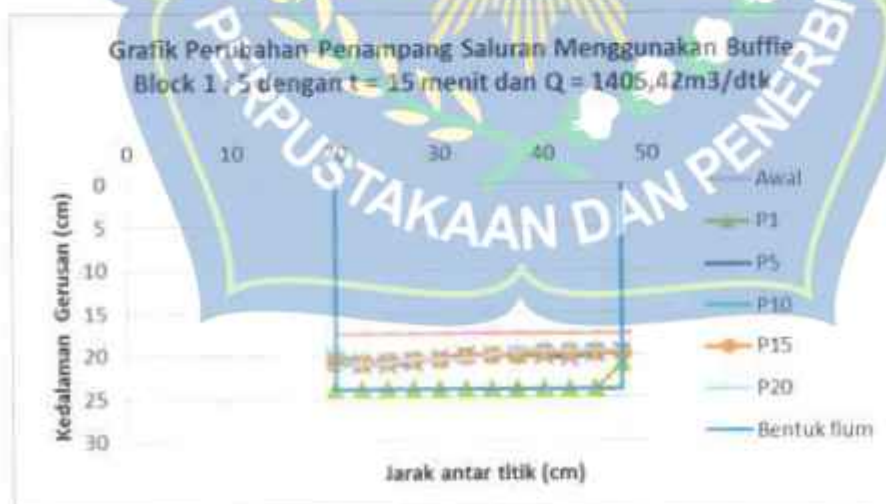 Grafik Perubahan Penampang Saluran Menggunakan Buffle
Block 1 : 5 dengan t = 15 menit dan Q = 1405,42m3/dtk
PERPUSTAKAAN DAN PENERBI
0 10 20 30 40 50
0
5
10
15
20
25
30
Kedalaman Gerusan (cm)
Jarak antar titik (cm)
Awal
P1
P5
P10
P15
P20
Bentuk flum